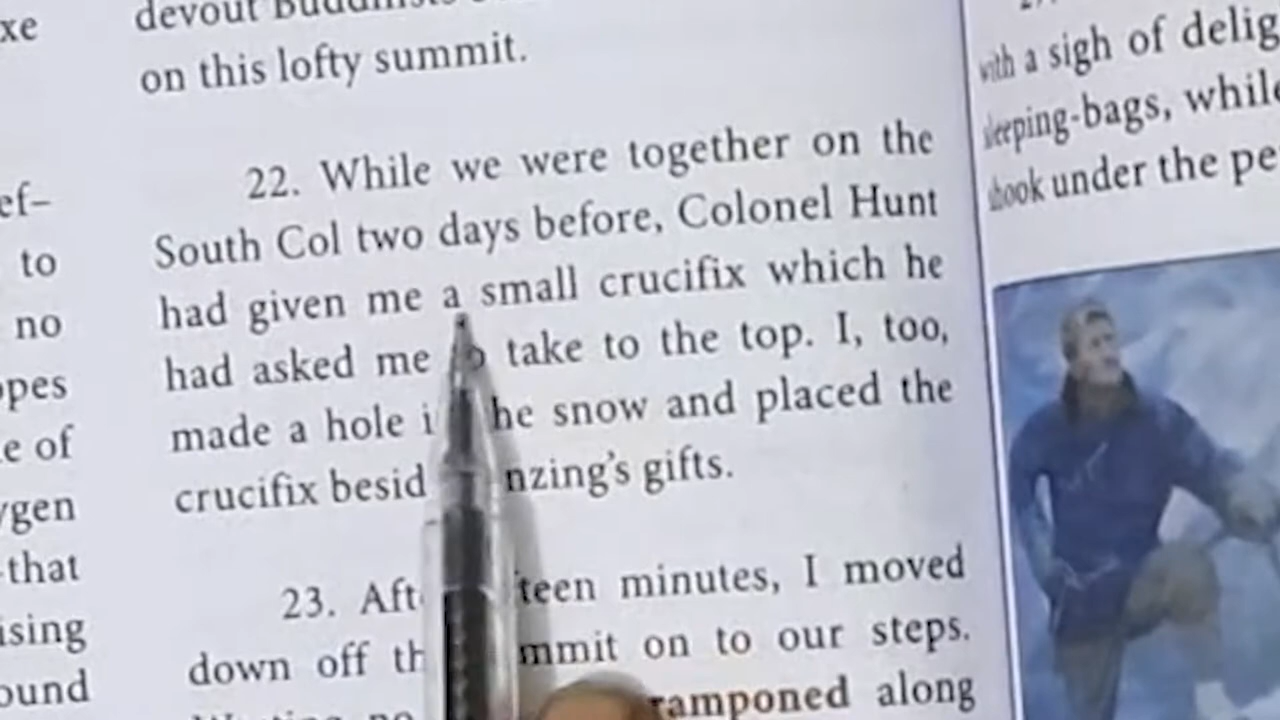 xe
ef–
to
no
opes
e of
ygen
that
ising
ound
devout Buddhists
on this lofty summit.
22. While we were together on the
South Col two days before, Colonel Hunt
had given me a small crucifix which he
had asked me take to the top. I, too,
made a hole i he snow and placed the
crucifix besid nzing's gifts.
23. Aft teen minutes, I moved
down off th mmit on to our steps.
no ramponed along
with a sigh of delig
sleeping-bags, while
shook under the pe